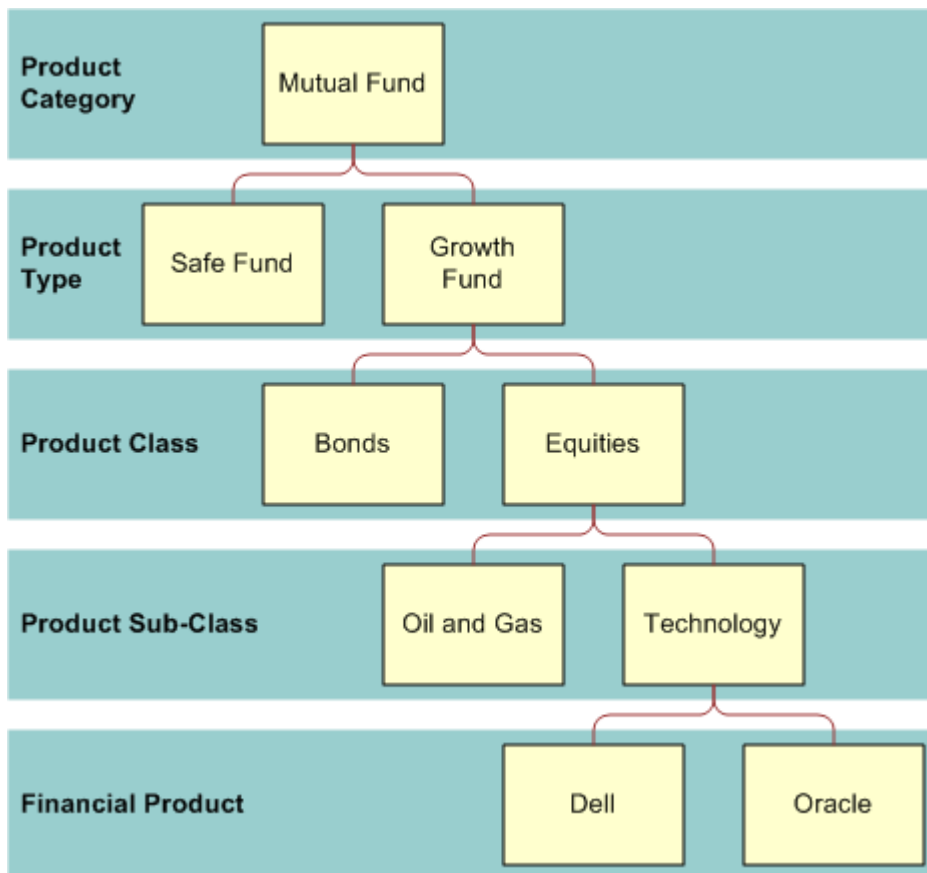 Product
Category
Mutual Fund
Product
Type
Safe Fund
Growth
Fund
Product Class
Bonds
Equities
Product Sub-Class
Oil and Gas
Technology
Financial Product
Dell
Oracle